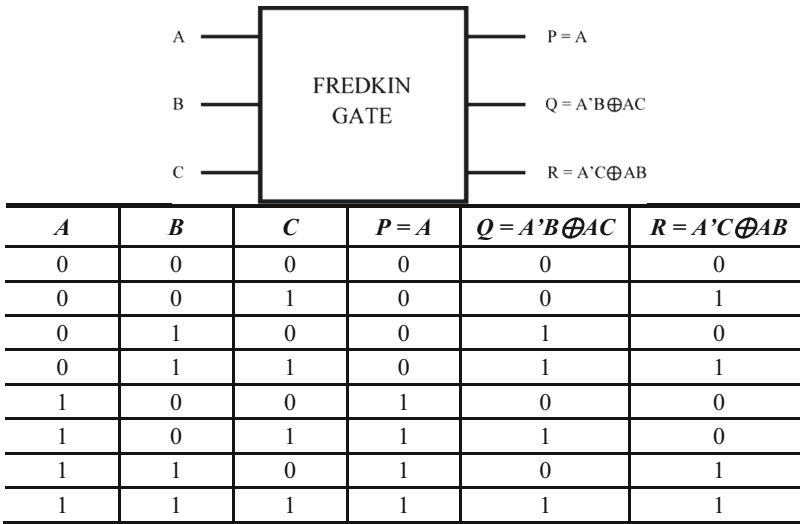 A
P = A
FREDKIN
GATE
B
Q = A’B⊕AC
C
R = A’C⊕AB
A B C P = A Q = A’B⊕AC R = A’C⊕AB
0 0 0 0 0 0
0 0 1 0 0 1
0 1 0 0 1 0
0 1 1 0 1 1
1 0 0 1 0 0
1 0 1 1 1 0
1 1 0 1 0 1
1 1 1 1 1 1